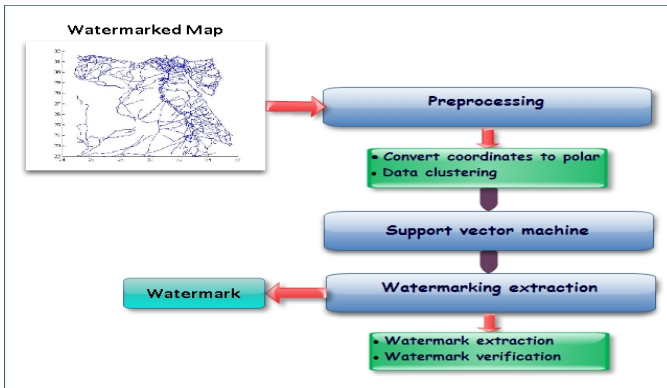 Watermarked Map
Preprocessing
• Convert coordinates to polar
• Data clustering
Support vector machine
Watermarking extraction
Watermark
• Watermark extraction
• Watermark verification